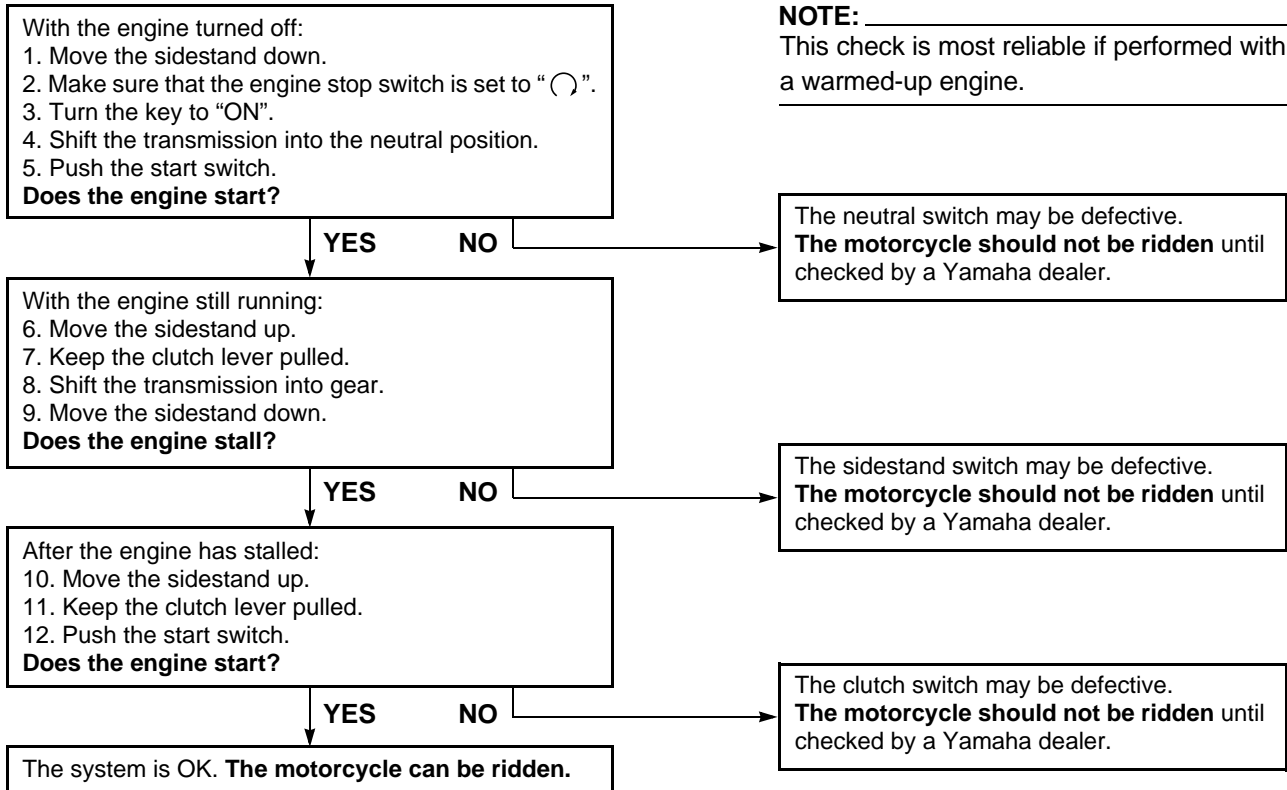 With the engine turned off:
1. Move the sidestand down.
2. Make sure that the engine stop switch is set to “ ”.
3. Turn the key to “ON”.
4. Shift the transmission into the neutral position.
5. Push the start switch.
Does the engine start?
NOTE:
This check is most reliable if performed with
a warmed-up engine.
YES NO
The neutral switch may be defective.
The motorcycle should not be ridden until
checked by a Yamaha dealer.
With the engine still running:
6. Move the sidestand up.
7. Keep the clutch lever pulled.
8. Shift the transmission into gear.
9. Move the sidestand down.
Does the engine stall?
YES NO
The sidestand switch may be defective.
The motorcycle should not be ridden until
checked by a Yamaha dealer.
After the engine has stalled:
10. Move the sidestand up.
11. Keep the clutch lever pulled.
12. Push the start switch.
Does the engine start?
YES NO
The clutch switch may be defective.
The motorcycle should not be ridden until
checked by a Yamaha dealer.
The system is OK. The motorcycle can be ridden.